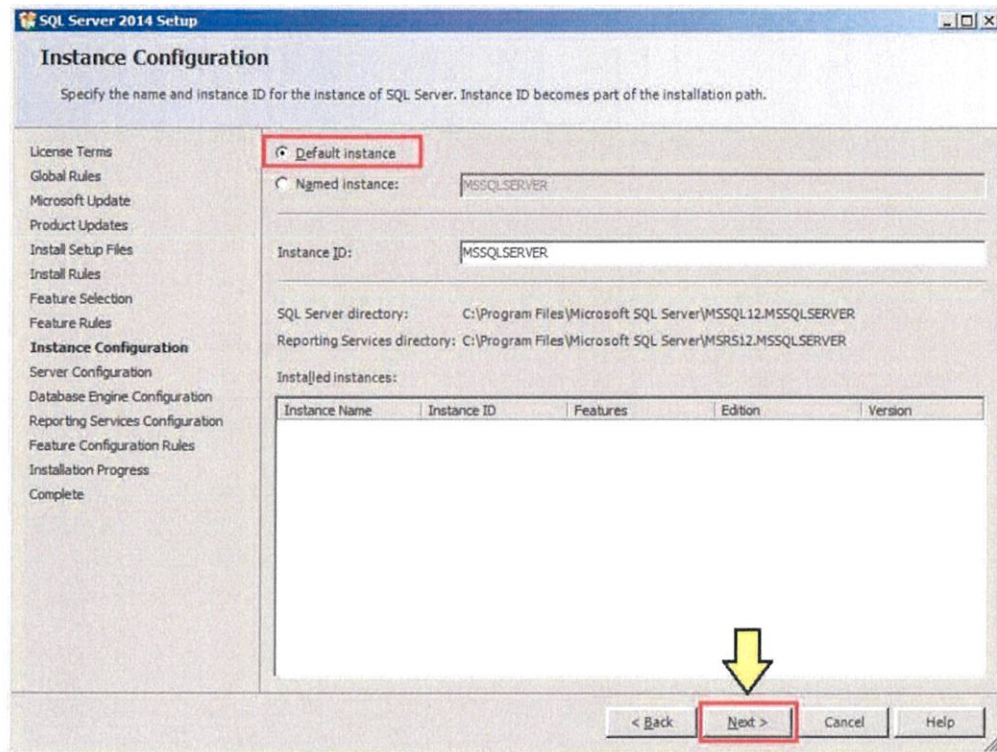 SQL Server 2014 Setup
Instance Configuration
Specify the name and instance ID for the instance of SQL Server. Instance ID becomes part of the installation path.
License Terms
Global Rules
Microsoft Update
Product Updates
Install Setup Files
Install Rules
Feature Selection
Feature Rules
Instance Configuration
Server Configuration
Database Engine Configuration
Reporting Services Configuration
Feature Configuration Rules
Installation Progress
Complete
Default instance
Named instance: MSSQLSERVER
Instance ID: MSSQLSERVER
SQL Server directory: C:\Program Files\Microsoft SQL Server\MSSQL12.MSSQLSERVER
Reporting Services directory: C:\Program Files\Microsoft SQL Server\MSRS12.MSSQLSERVER
Installed instances:
Instance Name Instance ID Features Edition Version
< Back Next > Cancel Help